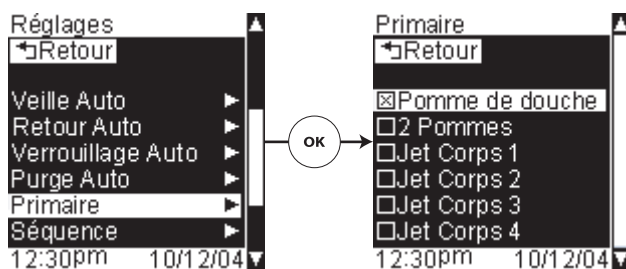 Réglages
Retour
Veille Auto
Retour Auto
Verrouillage Auto
Purge Auto
Primaire
Séquence
12:30pm 10/12/04
OK
Primaire
Retour
Pomme de douche
2 Pommes
Jet Corps 1
Jet Corps 2
Jet Corps 3
Jet Corps 4
12:30pm 10/12/04